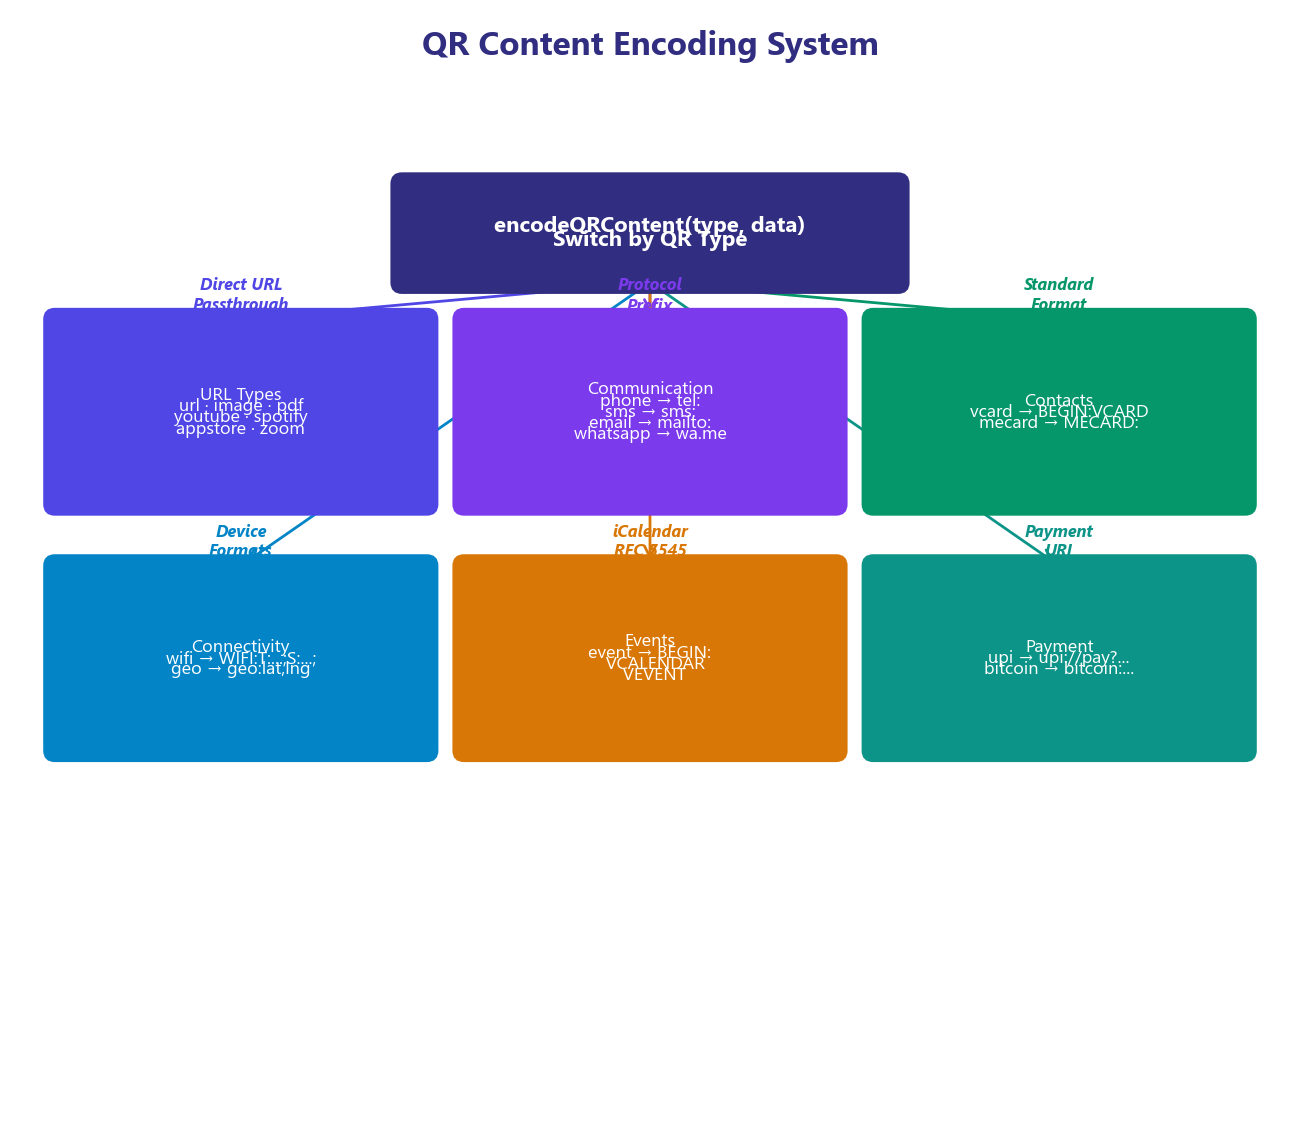 QR Content Encoding System
encodeQRContent(type, data)
Switch by QR Type
Direct URL
Passthrough
Protocol
Prefix
Standard
Format
URL Types
url · image · pdf
youtube · spotify
appstore · zoom
Communication
phone → tel:
sms → sms:
email → mailto:
whatsapp → wa.me
Contacts
vcard → BEGIN:VCARD
mecard → MECARD:
Device
Formats
iCalendar
RFC 5545
Payment
URI
Connectivity
wifi → WIFI:T:...;S:...;
geo → geo:lat,lng
Events
event → BEGIN:
VCALENDAR
VEVENT
Payment
upi → upi://pay?...
bitcoin → bitcoin:...